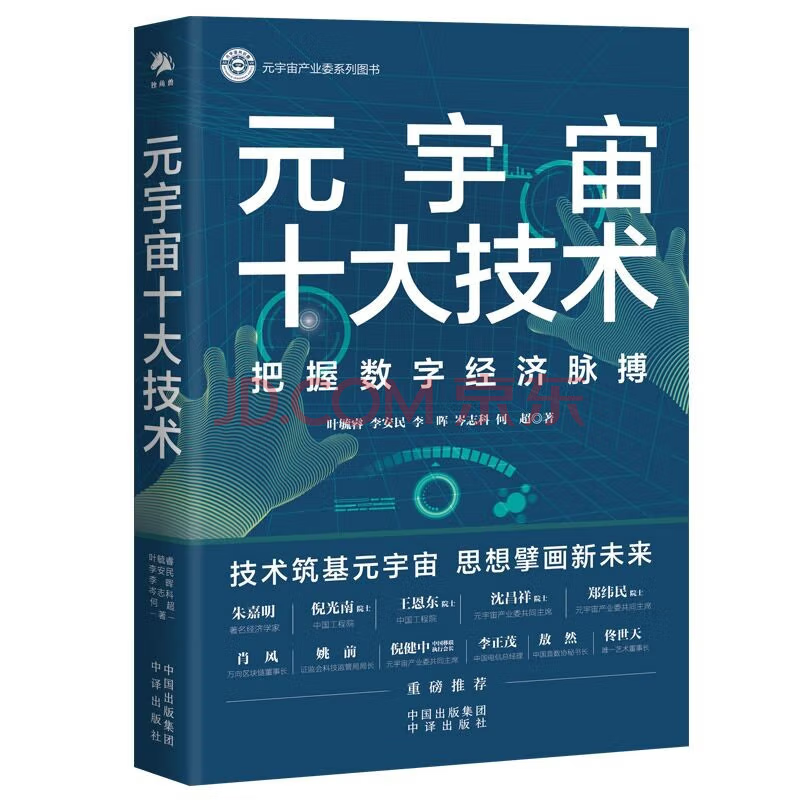 元宇宙产业委系列图书
元宇宙
十大技术
把握数字经济脉搏
JD.COM 京东
叶毓睿 李安民 李晖 岑志科 何超◎著
技术筑基元宇宙 思想擘画新未来
朱嘉明 倪光南院士 王恩东院士 沈昌祥院士 郑纬民院士
著名经济学家 中国工程院 中国工程院 元宇宙产业委共同主席 元宇宙产业委共同主席
肖风 姚前 倪健中 中国移联执行会长 李正茂 敖然 佟世天
万向区块链董事长 证监会科技监管局局长 元宇宙产业委共同主席 中国电信总经理 中国音数协秘书长 唯一艺术董事长
重磅推荐
中国出版集团
中译出版社
独角兽
元宇宙十大技术
叶毓睿
李安民
李晖
岑志科
何超
—著—
中国出版集团
中译出版社